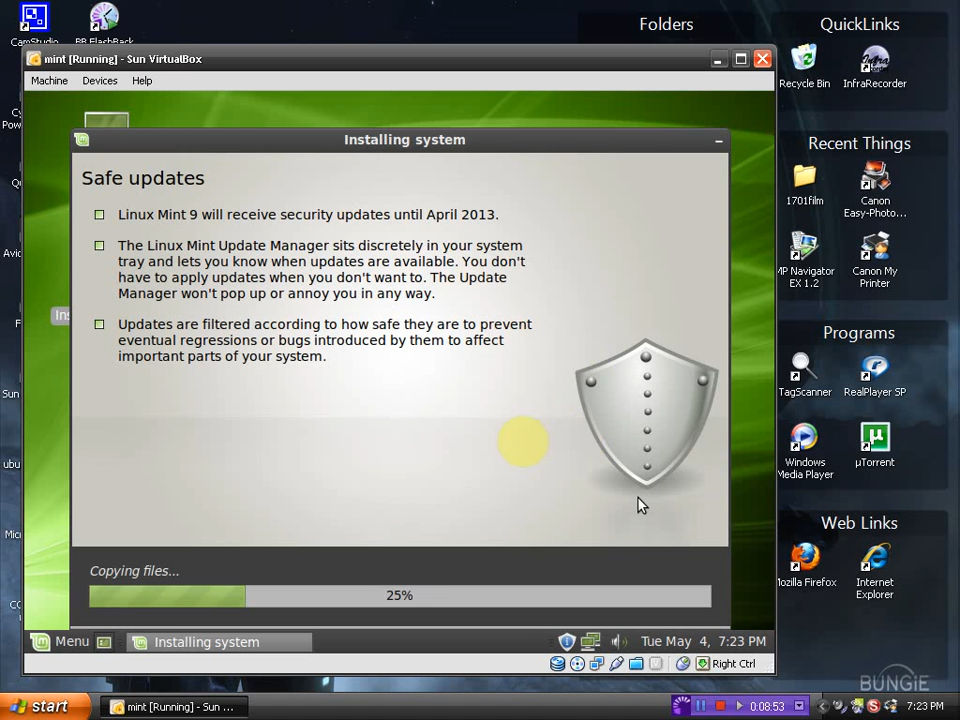 CamStudio
BB FlashBack
Folders
QuickLinks
Recycle Bin
InfraRecorder
Recent Things
1701film
Canon
Easy-Photo...
MP Navigator
EX 1.2
Canon My
Printer
Programs
TagScanner
RealPlayer SP
Windows
Media Player
µTorrent
Web Links
Mozilla Firefox
Internet
Explorer
BUNGIE
mint [Running] - Sun VirtualBox
Machine
Devices
Help
Installing system
Safe updates
Linux Mint 9 will receive security updates until April 2013.
The Linux Mint Update Manager sits discretely in your system
tray and lets you know when updates are available. You don't
have to apply updates when you don't want to. The Update
Manager won't pop up or annoy you in any way.
Updates are filtered according to how safe they are to prevent
eventual regressions or bugs introduced by them to affect
important parts of your system.
Copying files...
25%
Menu
Installing system
Tue May 4, 7:23 PM
Right Ctrl
start
mint [Running] - Sun ...
0:08:53
7:23 PM